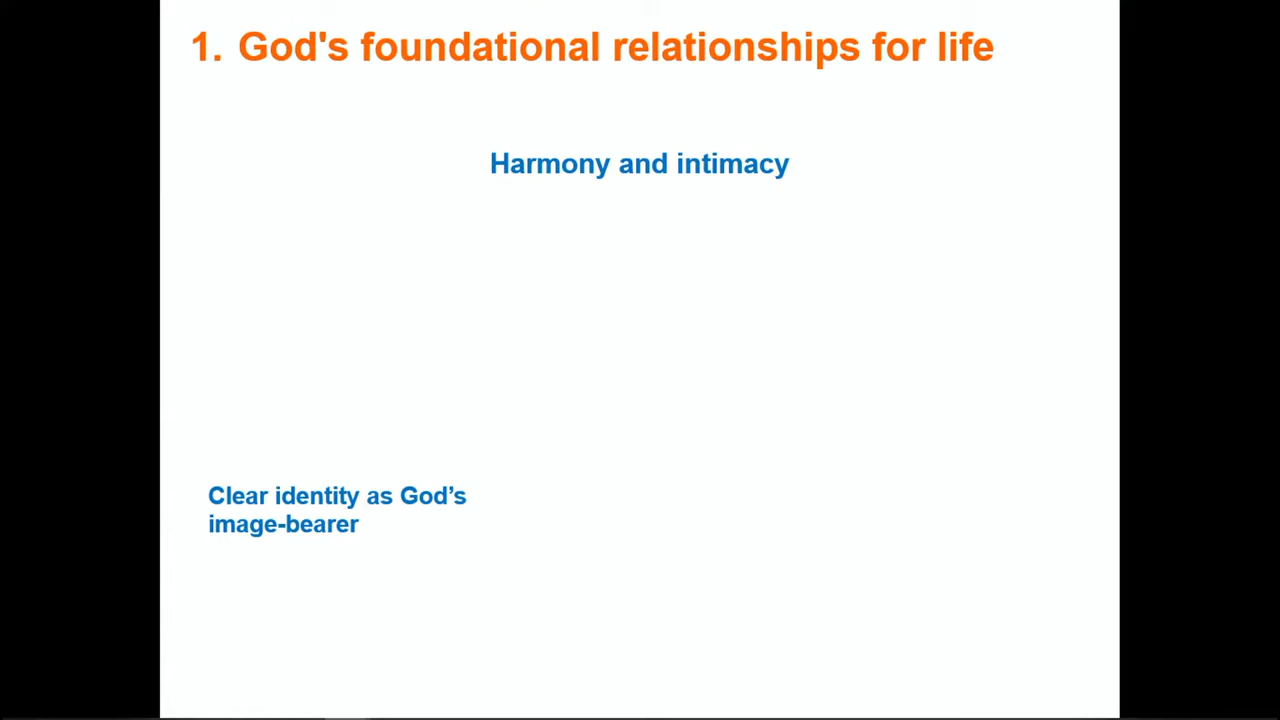 1. God's foundational relationships for life
Harmony and intimacy
Clear identity as God’s
image-bearer